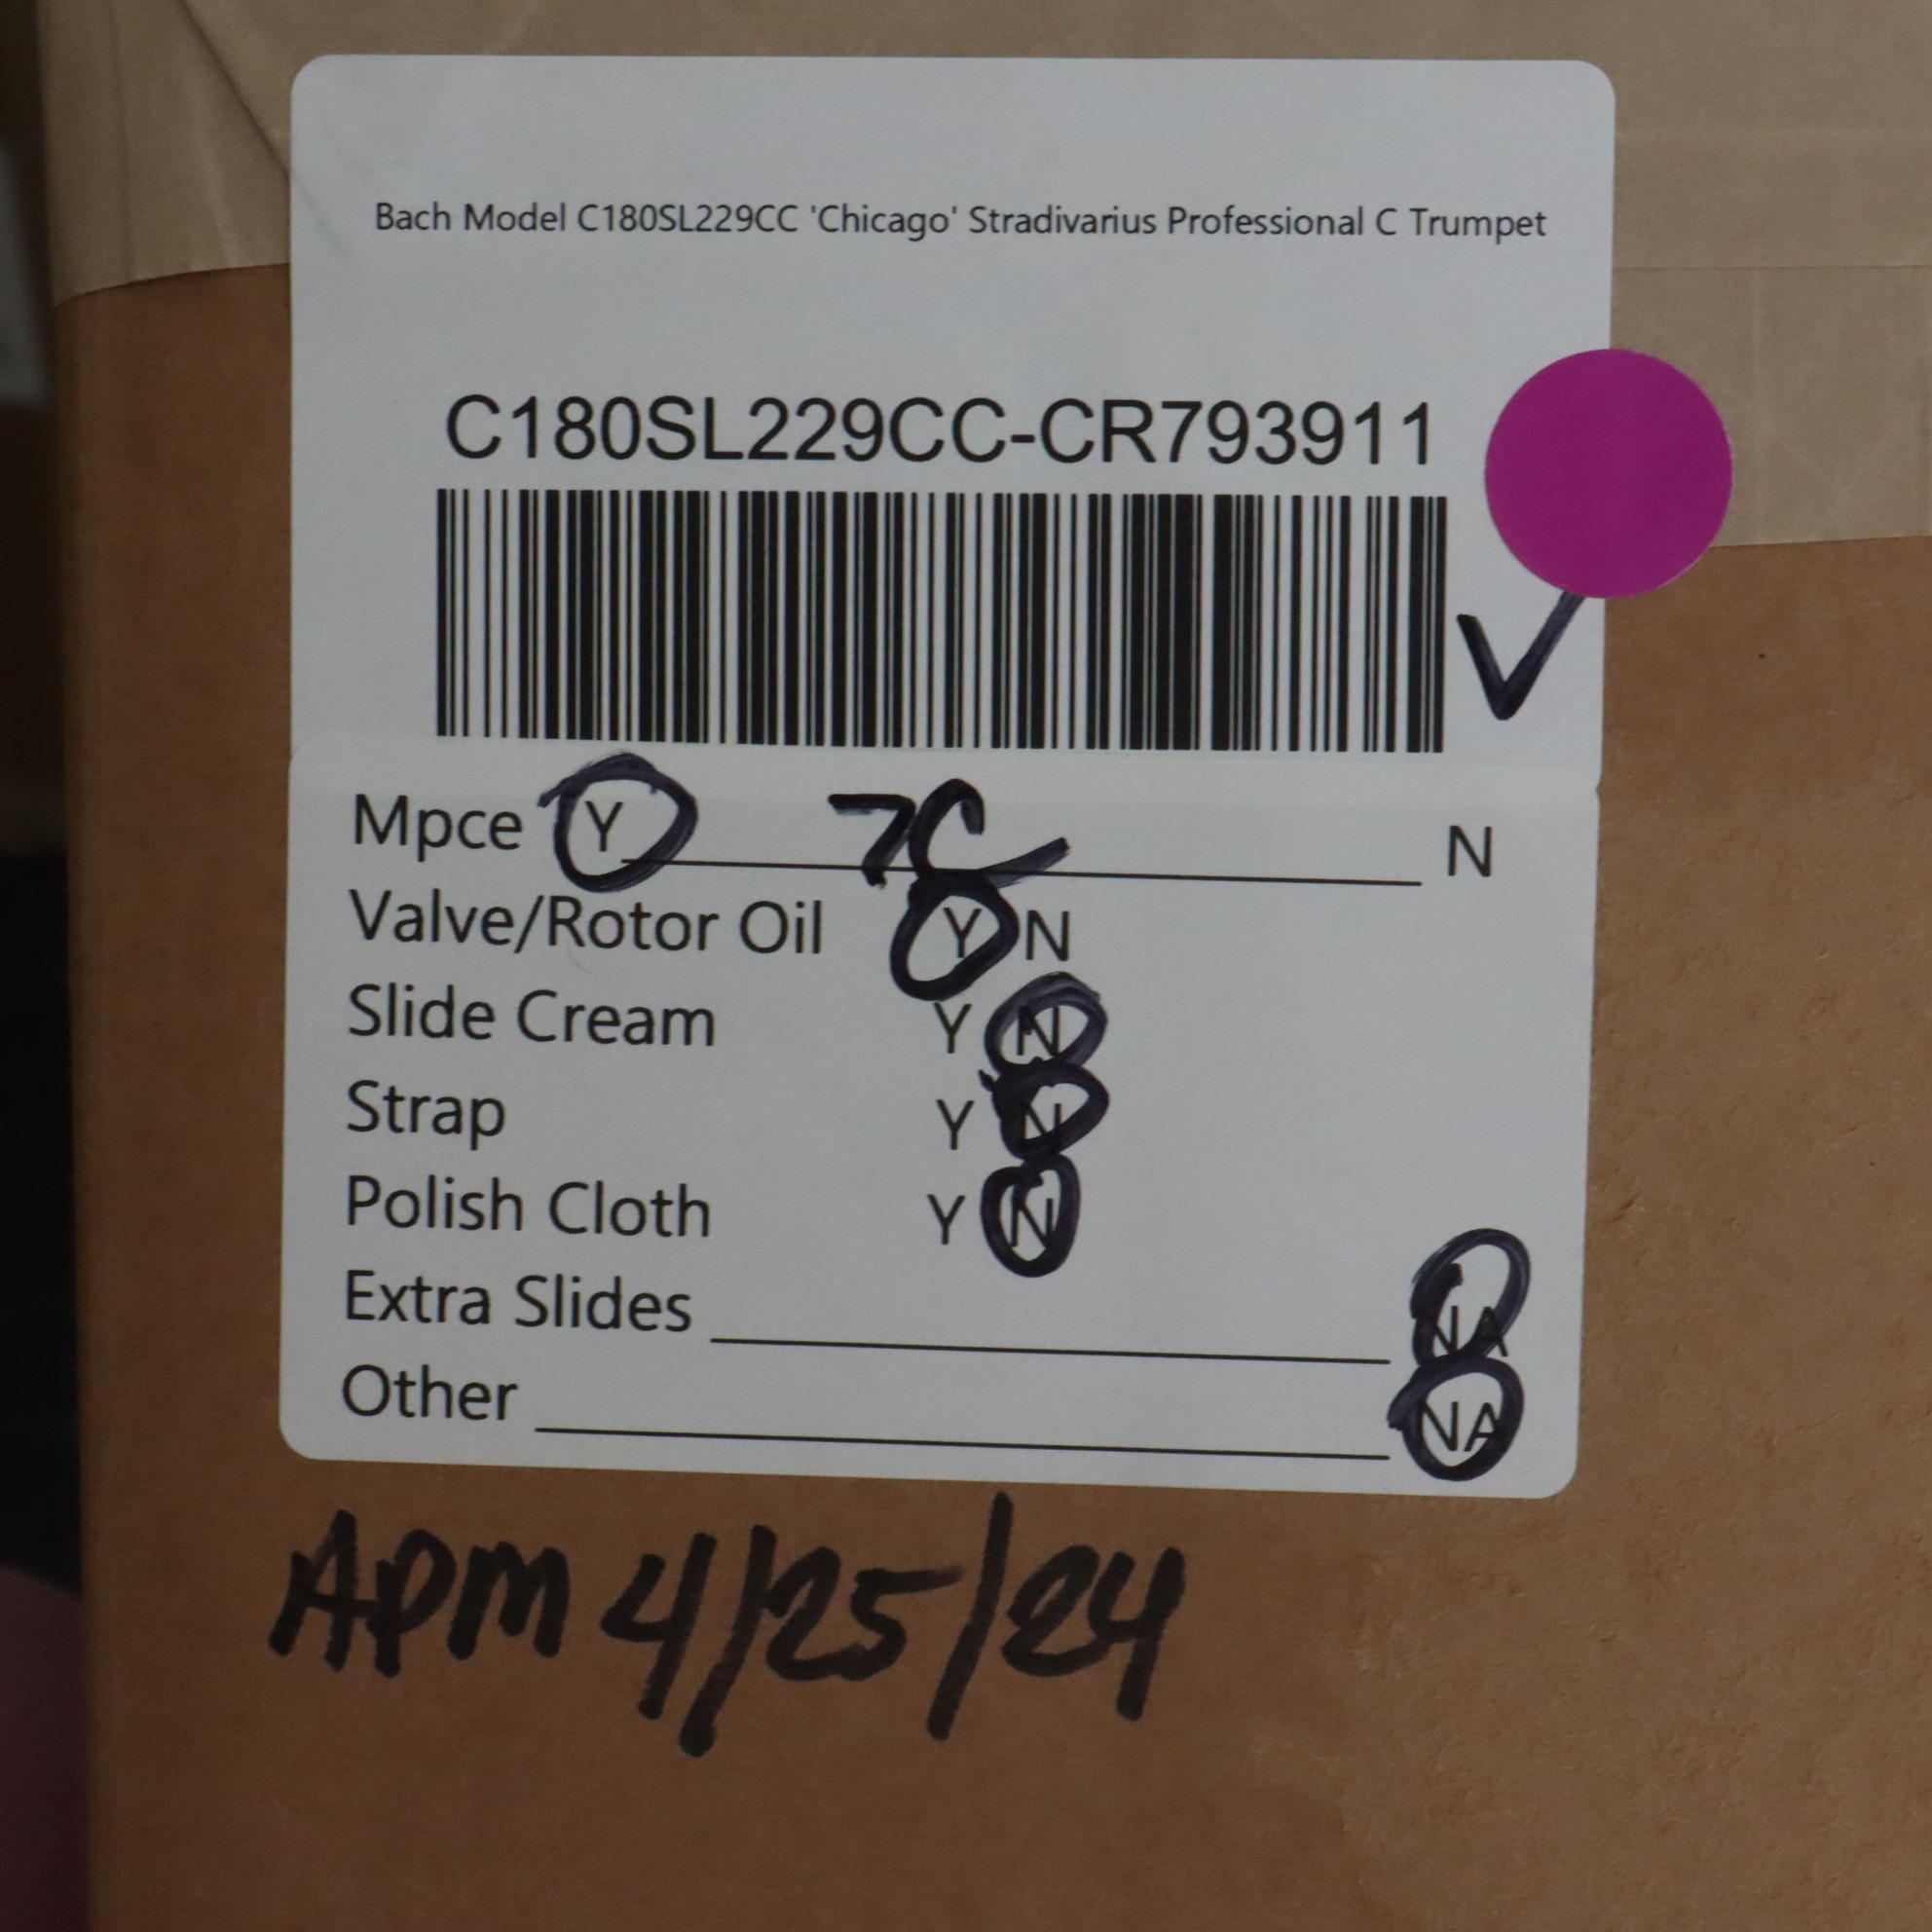 Bach Model C180SL229CC 'Chicago' Stradivarius Professional C Trumpet
C180SL229CC-CR793911
Mpce Y 7C N
Valve/Rotor Oil Y N
Slide Cream Y N
Strap Y N
Polish Cloth Y N
Extra Slides NA
Other NA
APM 4/25/24